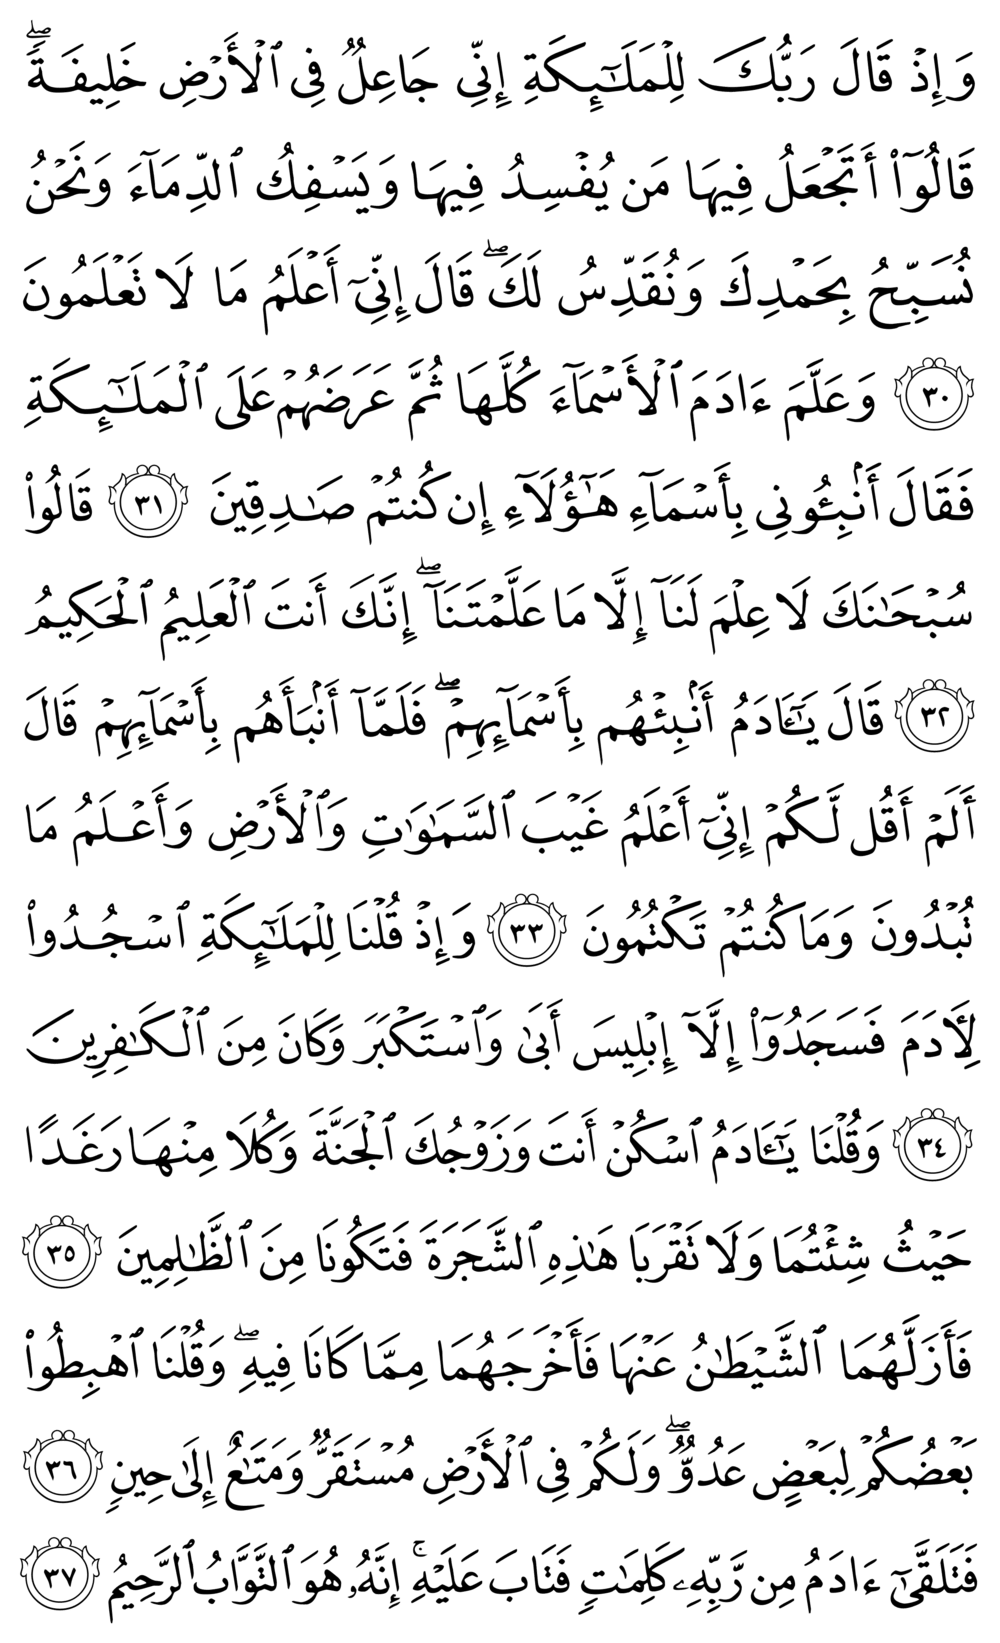 وَإِذْ قَالَ رَبُّكَ لِلْمَلَٰٓئِكَةِ إِنِّى جَاعِلٌ فِى ٱلْأَرْضِ خَلِيفَةً ۖ
قَالُوٓا۟ أَتَجْعَلُ فِيهَا مَن يُفْسِدُ فِيهَا وَيَسْفِكُ ٱلدِّمَآءَ وَنَحْنُ
نُسَبِّحُ بِحَمْدِكَ وَنُقَدِّسُ لَكَ ۖ قَالَ إِنِّىٓ أَعْلَمُ مَا لَا تَعْلَمُونَ
٣٠ وَعَلَّمَ ءَادَمَ ٱلْأَسْمَآءَ كُلَّهَا ثُمَّ عَرَضَهُمْ عَلَى ٱلْمَلَٰٓئِكَةِ
فَقَالَ أَنۢبِـُٔونِى بِأَسْمَآءِ هَٰٓؤُلَآءِ إِن كُنتُمْ صَٰدِقِينَ ٣١ قَالُوا۟
سُبْحَٰنَكَ لَا عِلْمَ لَنَآ إِلَّا مَا عَلَّمْتَنَآ ۖ إِنَّكَ أَنتَ ٱلْعَلِيمُ ٱلْحَكِيمُ
٣٢ قَالَ يَٰٓـَٔادَمُ أَنۢبِئْهُم بِأَسْمَآئِهِمْ ۖ فَلَمَّآ أَنۢبَأَهُم بِأَسْمَآئِهِمْ قَالَ
أَلَمْ أَقُل لَّكُمْ إِنِّىٓ أَعْلَمُ غَيْبَ ٱلسَّمَٰوَٰتِ وَٱلْأَرْضِ وَأَعْلَمُ مَا
تُبْدُونَ وَمَا كُنتُمْ تَكْتُمُونَ ٣٣ وَإِذْ قُلْنَا لِلْمَلَٰٓئِكَةِ ٱسْجُدُوا۟
لِـَٔادَمَ فَسَجَدُوٓا۟ إِلَّآ إِبْلِيسَ أَبَىٰ وَٱسْتَكْبَرَ وَكَانَ مِنَ ٱلْكَٰفِرِينَ
٣٤ وَقُلْنَا يَٰٓـَٔادَمُ ٱسْكُنْ أَنتَ وَزَوْجُكَ ٱلْجَنَّةَ وَكُلَا مِنْهَا رَغَدًا
حَيْثُ شِئْتُمَا وَلَا تَقْرَبَا هَٰذِهِ ٱلشَّجَرَةَ فَتَكُونَا مِنَ ٱلظَّٰلِمِينَ ٣٥
فَأَزَلَّهُمَا ٱلشَّيْطَٰنُ عَنْهَا فَأَخْرَجَهُمَا مِمَّا كَانَا فِيهِ ۖ وَقُلْنَا ٱهْبِطُوا۟
بَعْضُكُمْ لِبَعْضٍ عَدُوٌّ ۖ وَلَكُمْ فِى ٱلْأَرْضِ مُسْتَقَرٌّ وَمَتَٰعٌ إِلَىٰ حِينٍ ٣٦
فَتَلَقَّىٰٓ ءَادَمُ مِن رَّبِّهِۦ كَلِمَٰتٍ فَتَابَ عَلَيْهِ ۚ إِنَّهُۥ هُوَ ٱلتَّوَّابُ ٱلرَّحِيمُ ٣٧